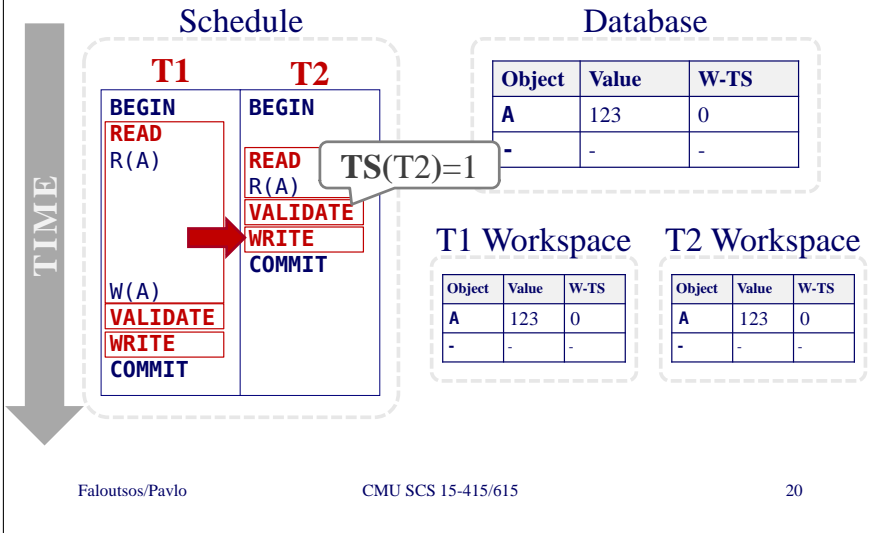 Schedule
Database
TIME
T1 T2
BEGIN BEGIN
READ
R(A) READ
R(A)
VALIDATE
WRITE
COMMIT
W(A)
VALIDATE
WRITE
COMMIT
TS(T2)=1
Object Value W-TS
A 123 0
- - -
T1 Workspace
Object Value W-TS
A 123 0
- - -
T2 Workspace
Object Value W-TS
A 123 0
- - -
Faloutsos/Pavlo CMU SCS 15-415/615 20